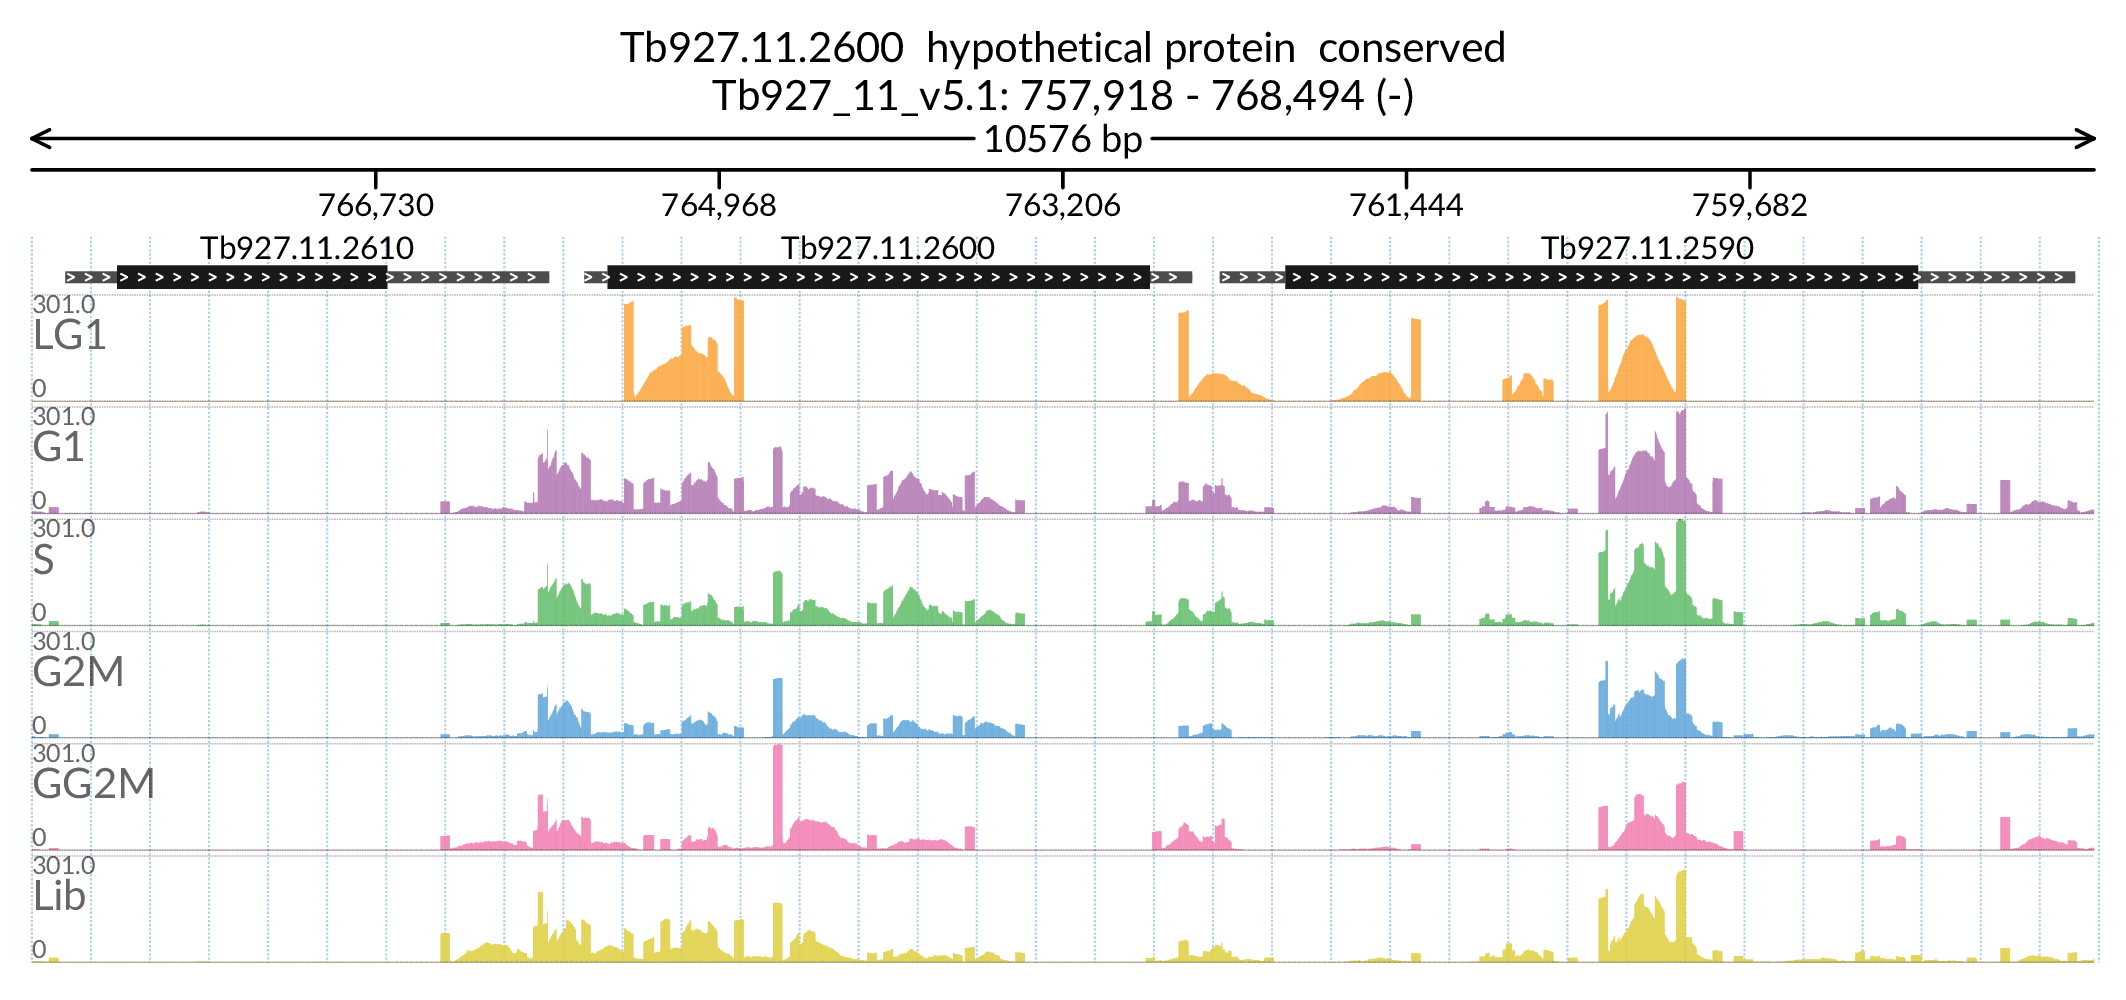 Tb927.11.2600 hypothetical protein conserved
Tb927_11_v5.1: 757,918 - 768,494 (-)
10576 bp
766,730 764,968 763,206 761,444 759,682
Tb927.11.2610 Tb927.11.2600 Tb927.11.2590
301.0
LG1
0
301.0
G1
0
301.0
S
0
301.0
G2M
0
301.0
GG2M
0
301.0
Lib
0